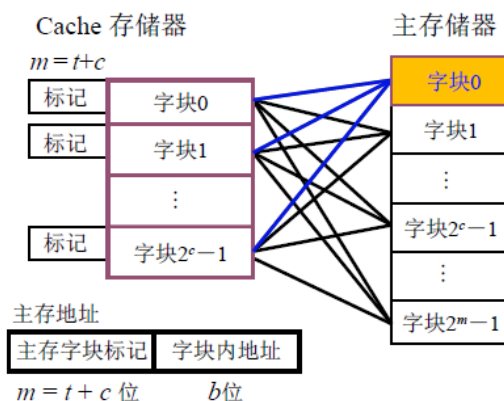 Cache 存储器
主存储器
m = t+c
标记
字块0
字块0
标记
字块1
字块1
⋮
⋮
标记
字块2ᶜ－1
字块2ᶜ－1
⋮
字块2ᵐ－1
主存地址
主存字块标记 字块内地址
m = t + c 位 b位